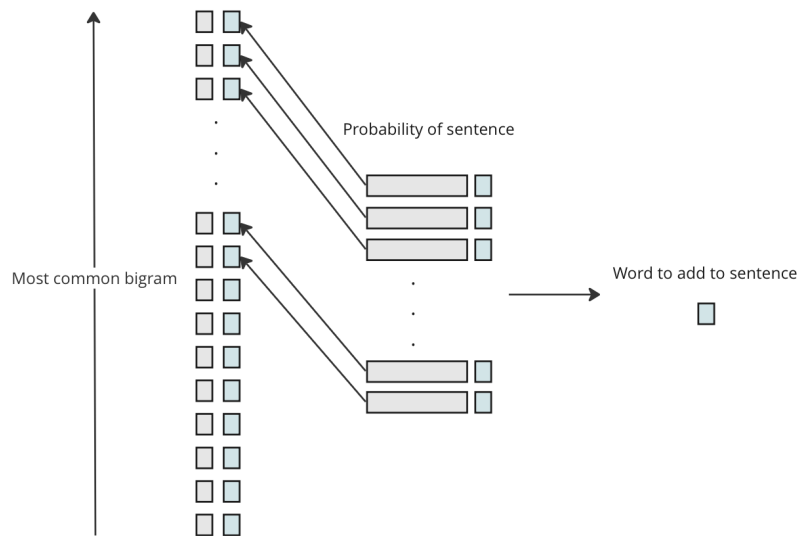 Probability of sentence
Word to add to sentence
Most common bigram